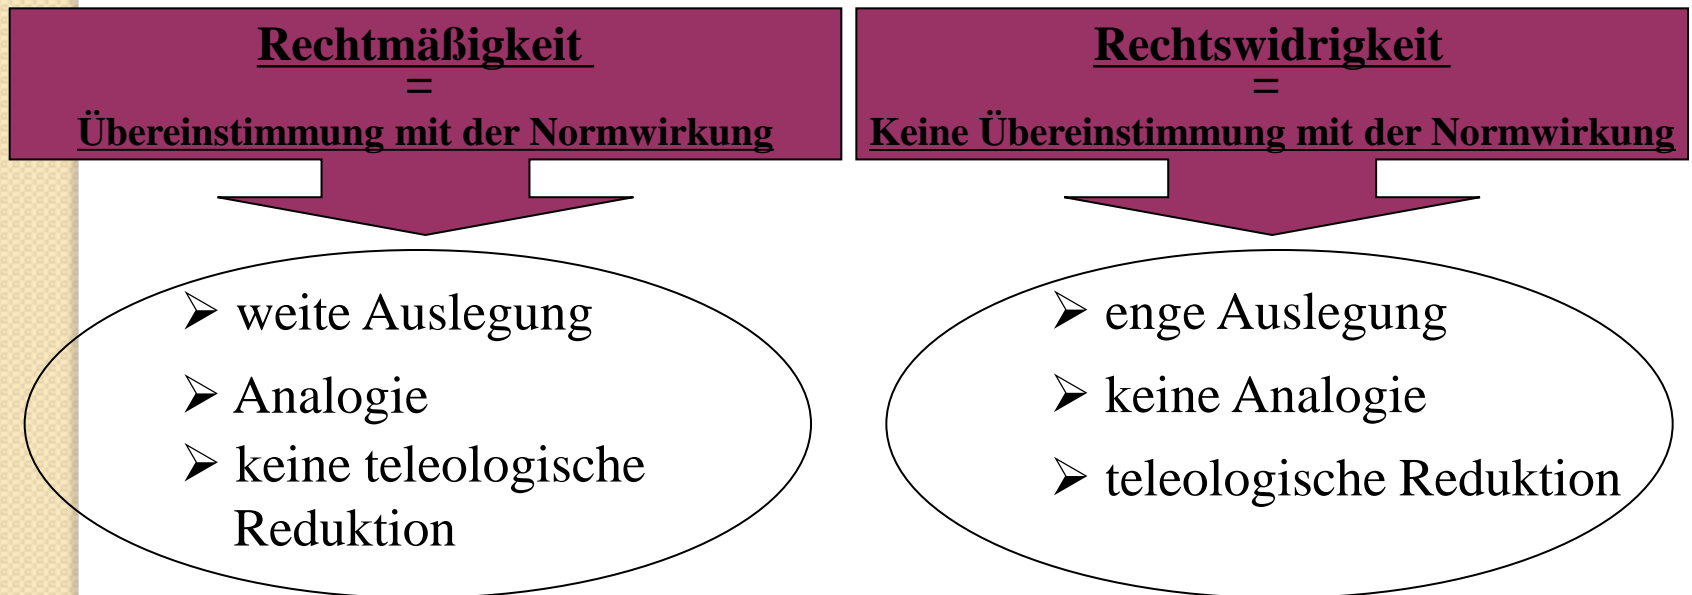 Rechtmäßigkeit
=
Übereinstimmung mit der Normwirkung
➢ weite Auslegung
➢ Analogie
➢ keine teleologische
Reduktion
Rechtswidrigkeit
=
Keine Übereinstimmung mit der Normwirkung
➢ enge Auslegung
➢ keine Analogie
➢ teleologische Reduktion